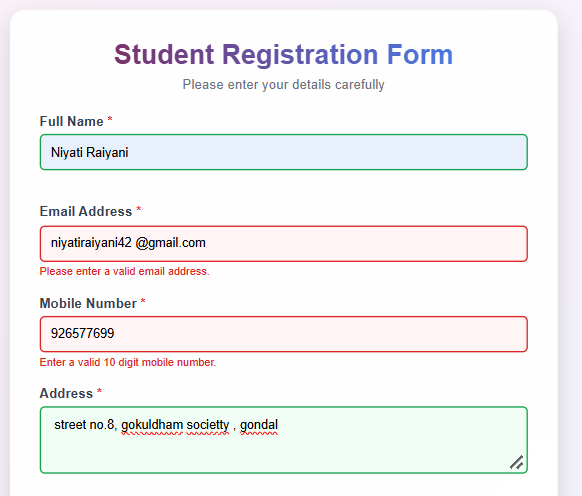 Student Registration Form
Please enter your details carefully
Full Name *
Niyati Raiyani
Email Address *
niyatiraiyani42 @gmail.com
Please enter a valid email address.
Mobile Number *
926577699
Enter a valid 10 digit mobile number.
Address *
street no.8, gokuldham societty , gondal